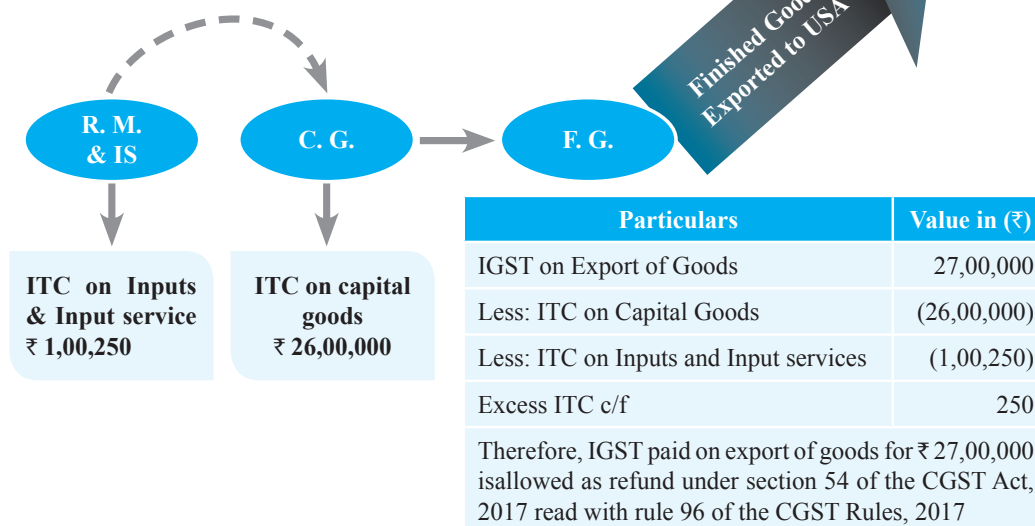 Finished Good
Exported to USA
R. M.
& IS
C. G.
F. G.
ITC on Inputs
& Input service
₹ 1,00,250
ITC on capital
goods
₹ 26,00,000
Particulars Value in (₹)
IGST on Export of Goods 27,00,000
Less: ITC on Capital Goods (26,00,000)
Less: ITC on Inputs and Input services (1,00,250)
Excess ITC c/f 250
Therefore, IGST paid on export of goods for ₹ 27,00,000
isallowed as refund under section 54 of the CGST Act,
2017 read with rule 96 of the CGST Rules, 2017